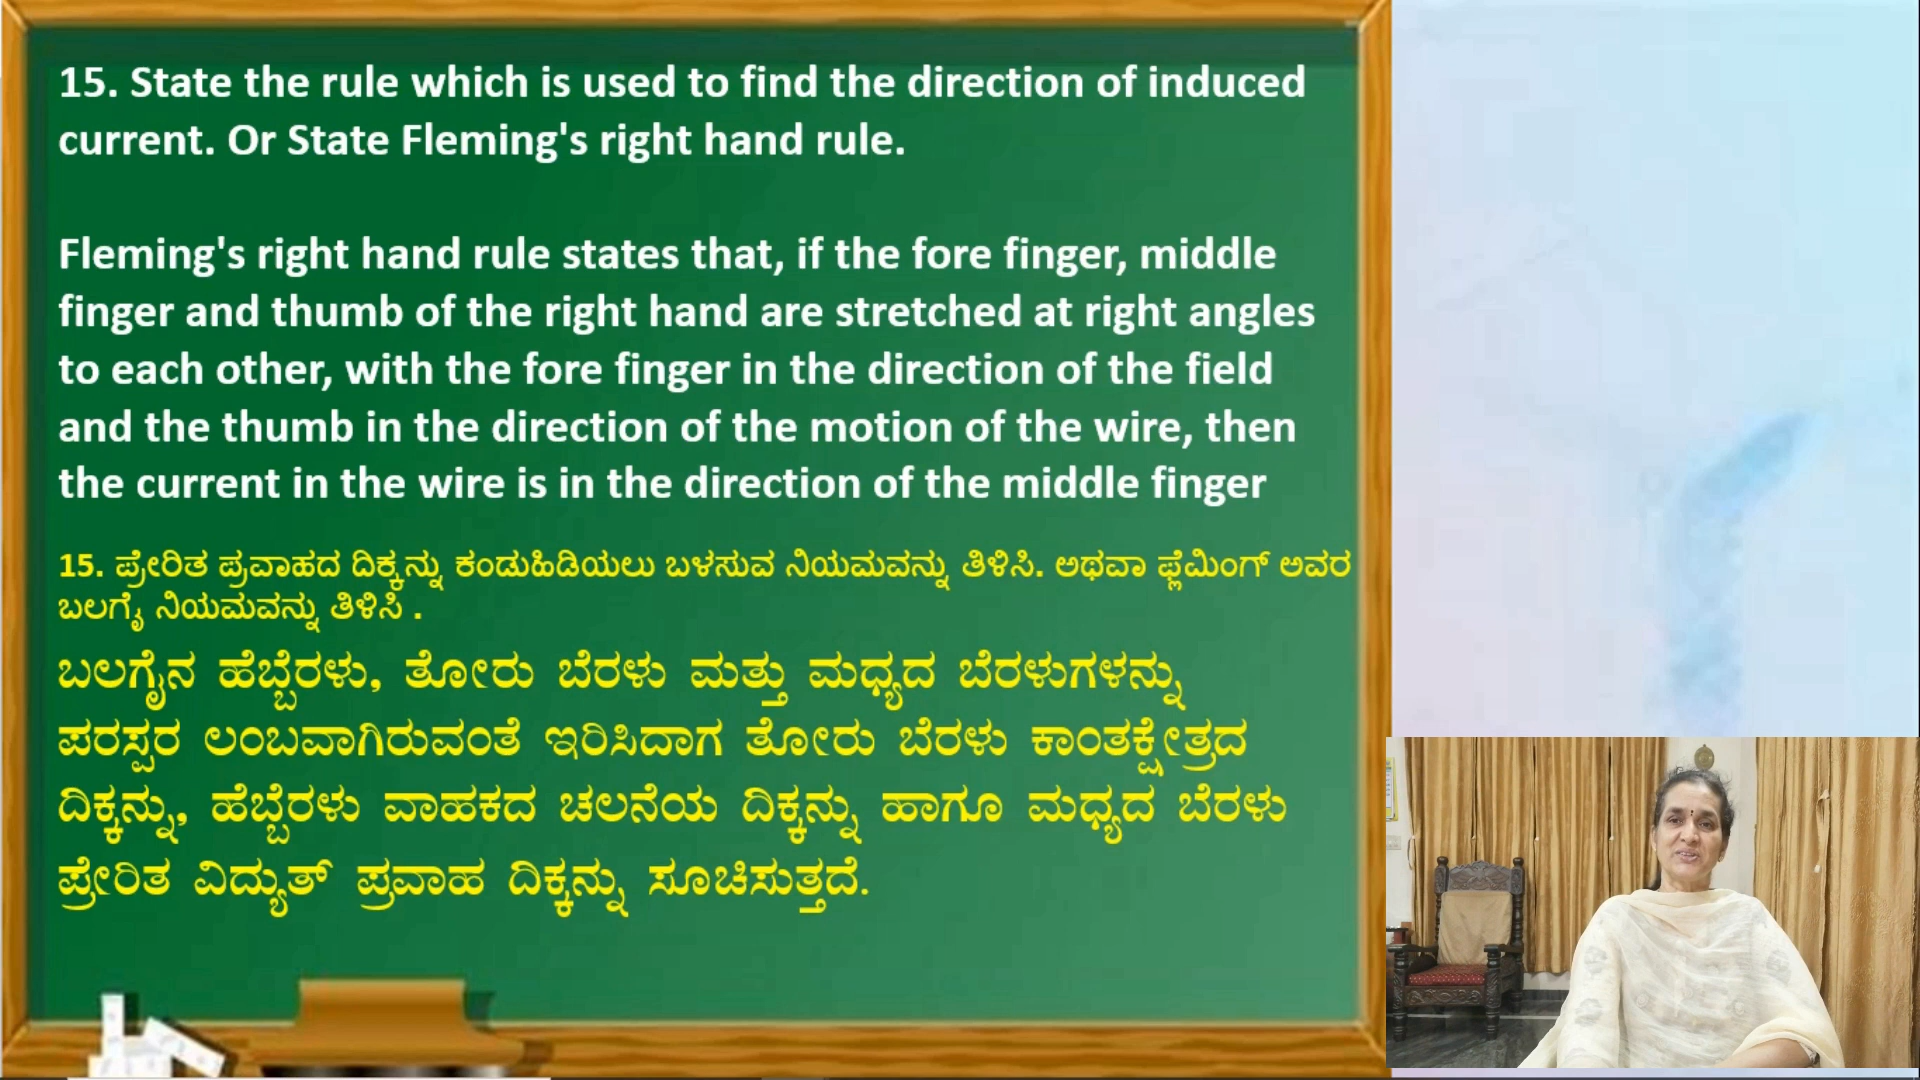 15. State the rule which is used to find the direction of induced
current. Or State Fleming's right hand rule.
Fleming's right hand rule states that, if the fore finger, middle
finger and thumb of the right hand are stretched at right angles
to each other, with the fore finger in the direction of the field
and the thumb in the direction of the motion of the wire, then
the current in the wire is in the direction of the middle finger
15. ಪ್ರೇರಿತ ಪ್ರವಾಹದ ದಿಕ್ಕನ್ನು ಕಂಡುಹಿಡಿಯಲು ಬಳಸುವ ನಿಯಮವನ್ನು ತಿಳಿಸಿ. ಅಥವಾ ಫ್ಲೆಮಿಂಗ್ ಅವರ
ಬಲಗೈ ನಿಯಮವನ್ನು ತಿಳಿಸಿ .
ಬಲಗೈನ ಹೆಬ್ಬೆರಳು, ತೋರು ಬೆರಳು ಮತ್ತು ಮಧ್ಯದ ಬೆರಳುಗಳನ್ನು
ಪರಸ್ಪರ ಲಂಬವಾಗಿರುವಂತೆ ಇರಿಸಿದಾಗ ತೋರು ಬೆರಳು ಕಾಂತಕ್ಷೇತ್ರದ
ದಿಕ್ಕನ್ನು, ಹೆಬ್ಬೆರಳು ವಾಹಕದ ಚಲನೆಯ ದಿಕ್ಕನ್ನು ಹಾಗೂ ಮಧ್ಯದ ಬೆರಳು
ಪ್ರೇರಿತ ವಿದ್ಯುತ್ ಪ್ರವಾಹ ದಿಕ್ಕನ್ನು ಸೂಚಿಸುತ್ತದೆ.